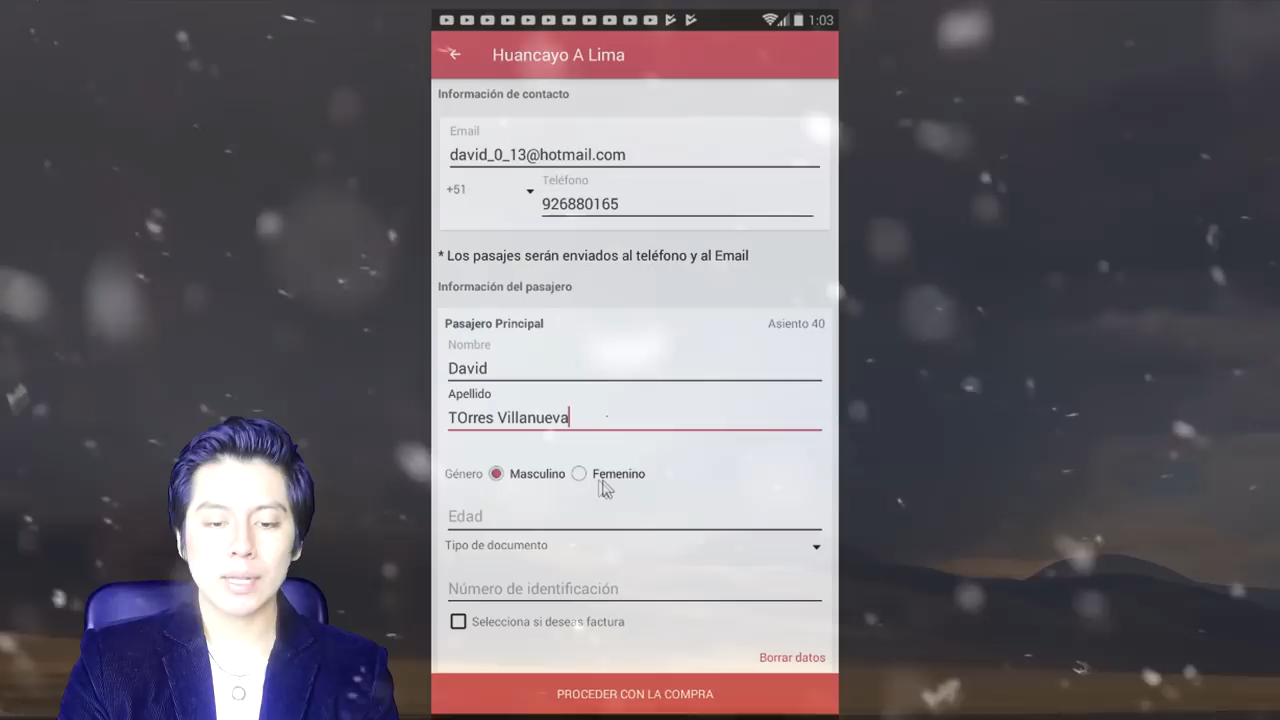 1:03
Huancayo A Lima
Información de contacto
Email
david_0_13@hotmail.com
+51
Teléfono
926880165
* Los pasajes serán enviados al teléfono y al Email
Información del pasajero
Pasajero Principal
Asiento 40
Nombre
David
Apellido
TOrres Villanueva
Género Masculino Femenino
Edad
Tipo de documento
Número de identificación
Selecciona si deseas factura
Borrar datos
PROCEDER CON LA COMPRA